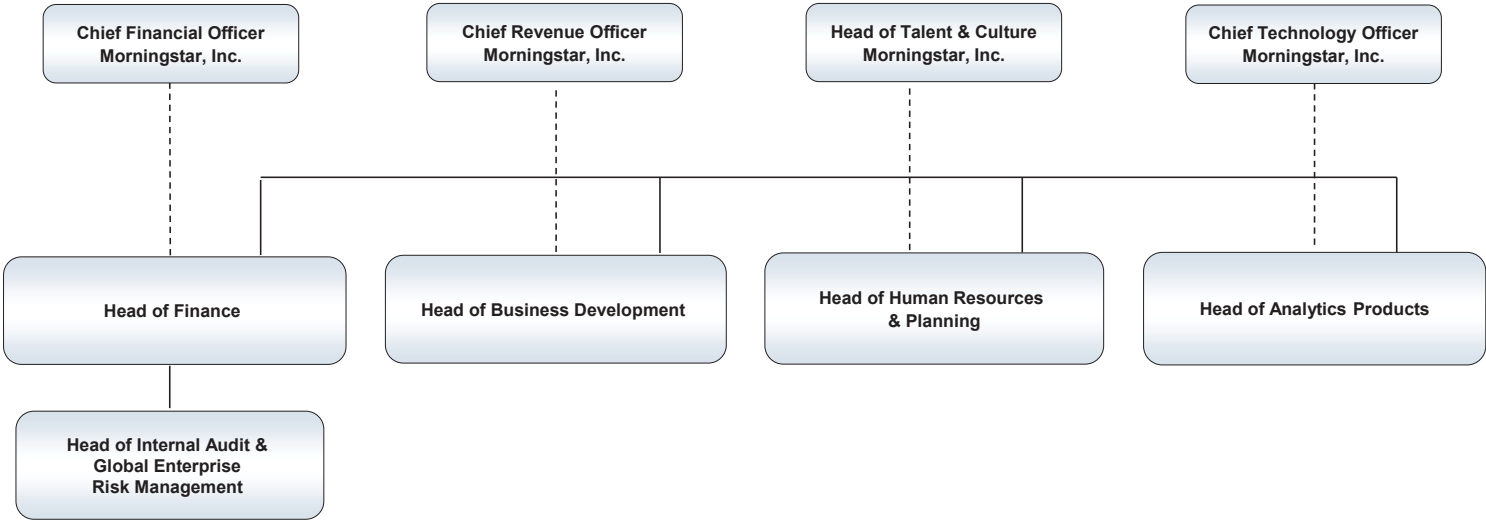 Chief Financial Officer
Morningstar, Inc.
Chief Revenue Officer
Morningstar, Inc.
Head of Talent & Culture
Morningstar, Inc.
Chief Technology Officer
Morningstar, Inc.
Head of Finance
Head of Business Development
Head of Human Resources
& Planning
Head of Analytics Products
Head of Internal Audit &
Global Enterprise
Risk Management